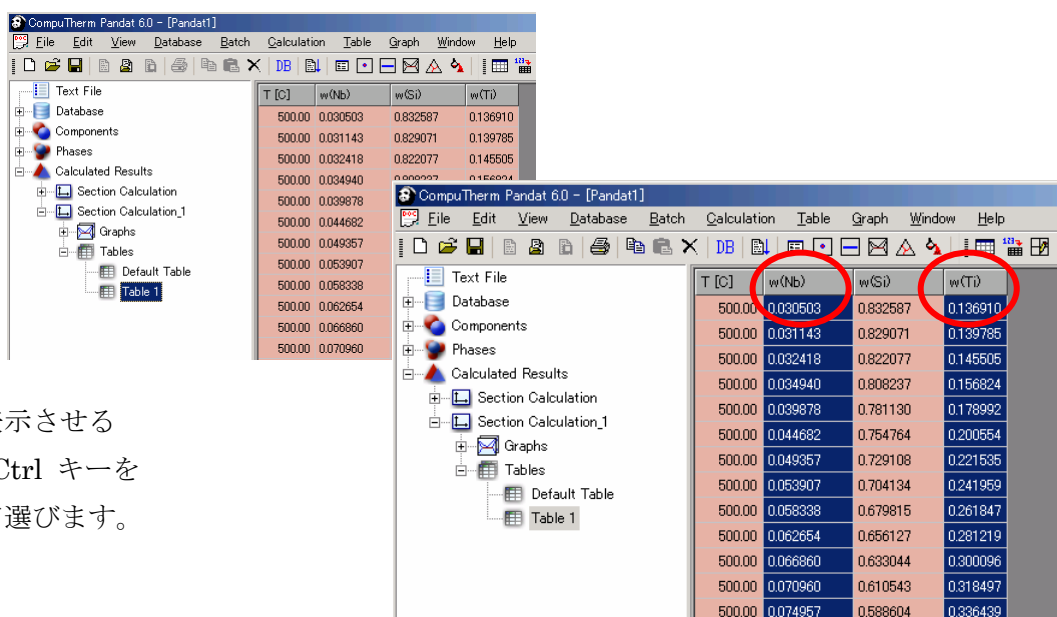 CompuTherm Pandat 6.0 - [Pandat1]
File Edit View Database Batch Calculation Table Graph Window Help
DB
Text File
Database
Components
Phases
Calculated Results
Section Calculation
Section Calculation_1
Graphs
Tables
Default Table
Table 1
T [C] w(Nb) w(Si) w(Ti)
500.00 0.030503 0.832587 0.136910
500.00 0.031143 0.829071 0.139785
500.00 0.032418 0.822077 0.145505
500.00 0.034940 0.808237 0.156824
500.00 0.039878
500.00 0.044682
500.00 0.049357
500.00 0.053907
500.00 0.058338
500.00 0.062654
500.00 0.066860
500.00 0.070960
示させる
Ctrl キーを
選びます。
CompuTherm Pandat 6.0 - [Pandat1]
File Edit View Database Batch Calculation Table Graph Window Help
DB
Text File
Database
Components
Phases
Calculated Results
Section Calculation
Section Calculation_1
Graphs
Tables
Default Table
Table 1
T [C] w(Nb) w(Si) w(Ti)
500.00 0.030503 0.832587 0.136910
500.00 0.031143 0.829071 0.139785
500.00 0.032418 0.822077 0.145505
500.00 0.034940 0.808237 0.156824
500.00 0.039878 0.781130 0.178992
500.00 0.044682 0.754764 0.200554
500.00 0.049357 0.729108 0.221535
500.00 0.053907 0.704134 0.241959
500.00 0.058338 0.679815 0.261847
500.00 0.062654 0.656127 0.281219
500.00 0.066860 0.633044 0.300096
500.00 0.070960 0.610543 0.318497
500.00 0.074957 0.588604 0.336439